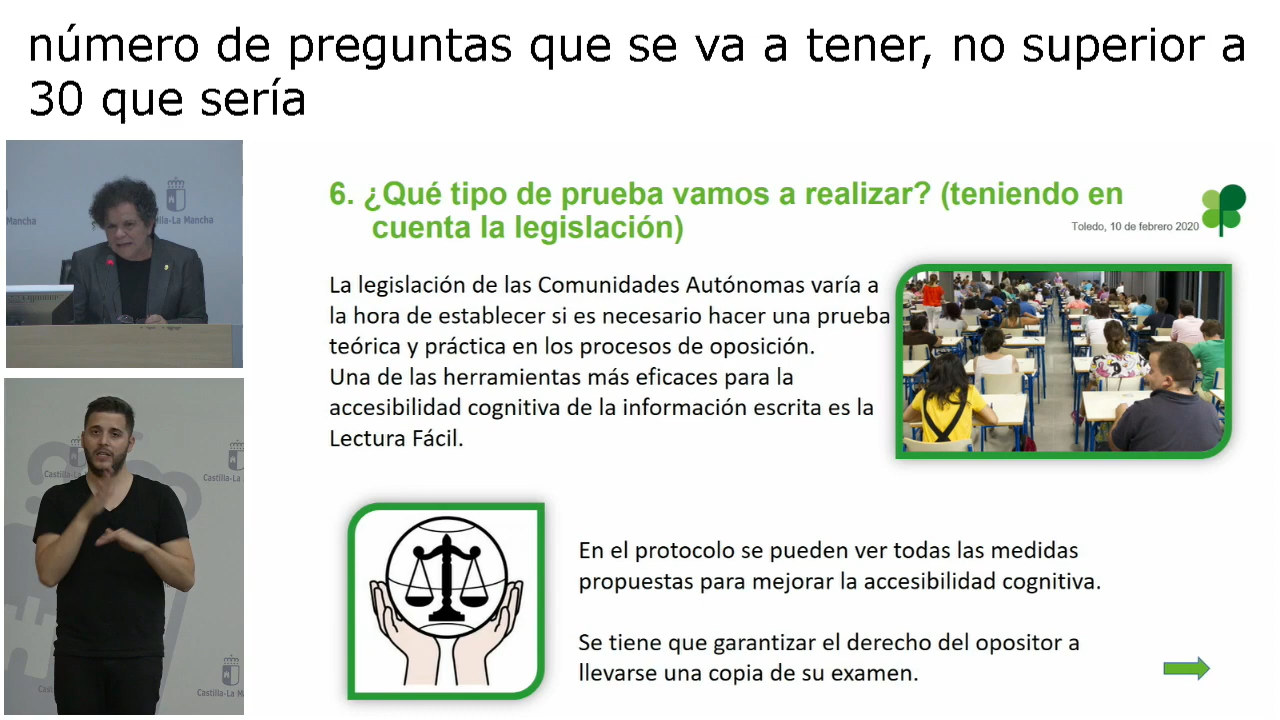 número de preguntas que se va a tener, no superior a
30 que sería
6. ¿Qué tipo de prueba vamos a realizar? (teniendo en
cuenta la legislación)
Toledo, 10 de febrero 2020
La legislación de las Comunidades Autónomas varía a
la hora de establecer si es necesario hacer una prueba
teórica y práctica en los procesos de oposición.
Una de las herramientas más eficaces para la
accesibilidad cognitiva de la información escrita es la
Lectura Fácil.
En el protocolo se pueden ver todas las medidas
propuestas para mejorar la accesibilidad cognitiva.
Se tiene que garantizar el derecho del opositor a
llevarse una copia de su examen.
Mancha
La Mancha
Castilla-La
Castilla-La
Castilla-La